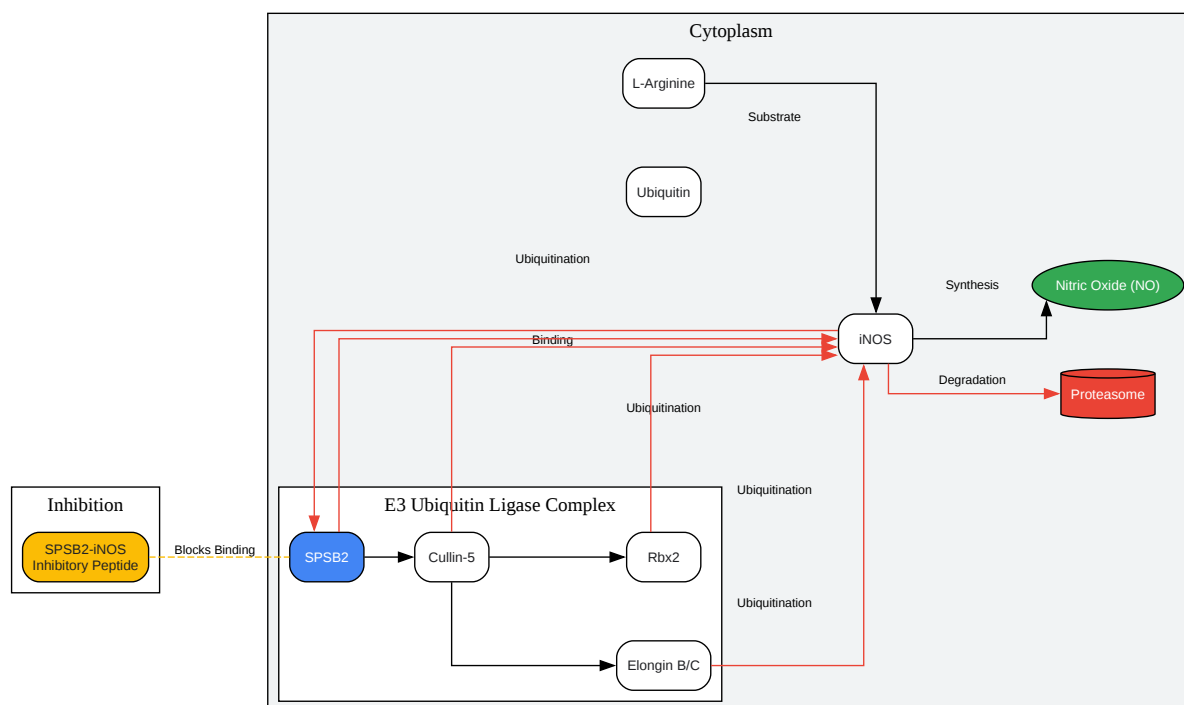 Cytoplasm
L-Arginine
Substrate
Ubiquitin
Ubiquitination
Synthesis
Nitric Oxide (NO)
iNOS
Binding
Degradation
Proteasome
Ubiquitination
Ubiquitination
Inhibition
E3 Ubiquitin Ligase Complex
SPSB2-iNOS
Inhibitory Peptide
Blocks Binding
SPSB2
Cullin-5
Rbx2
Ubiquitination
Elongin B/C